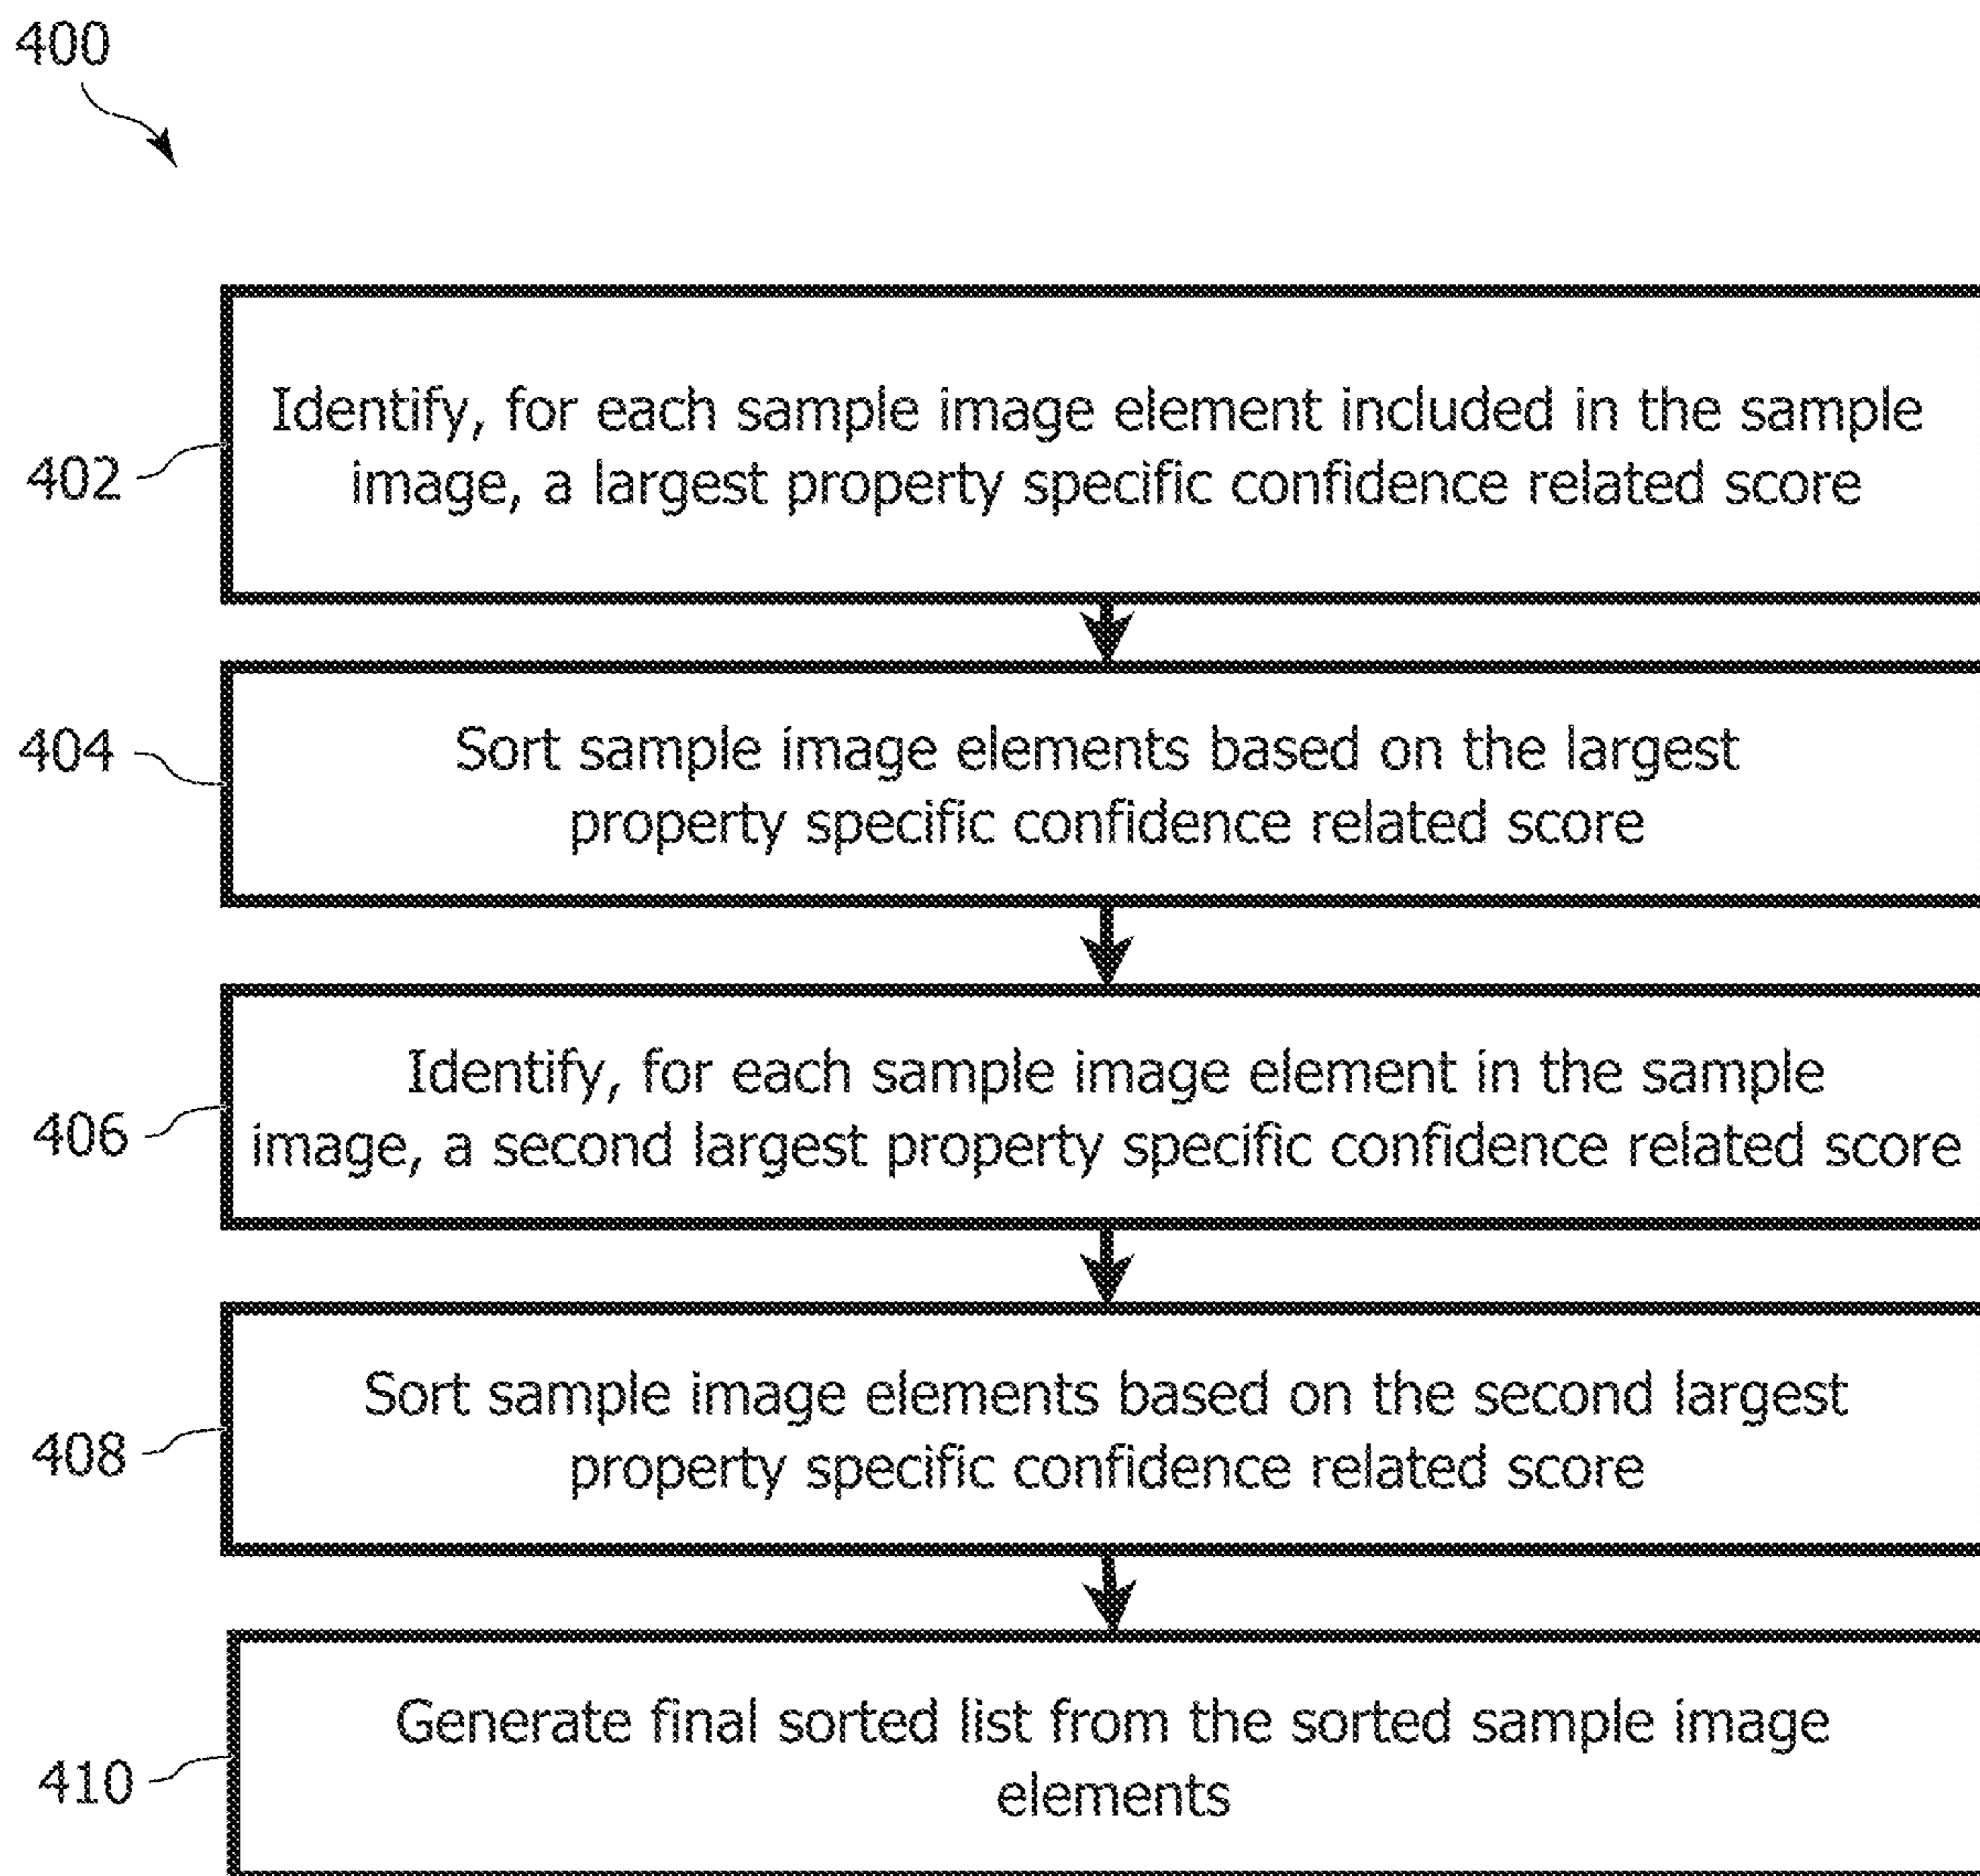 400
402
Identify, for each sample image element included in the sample
image, a largest property specific confidence related score
404
Sort sample image elements based on the largest
property specific confidence related score
406
Identify, for each sample image element in the sample
image, a second largest property specific confidence related score
408
Sort sample image elements based on the second largest
property specific confidence related score
410
Generate final sorted list from the sorted sample image
elements